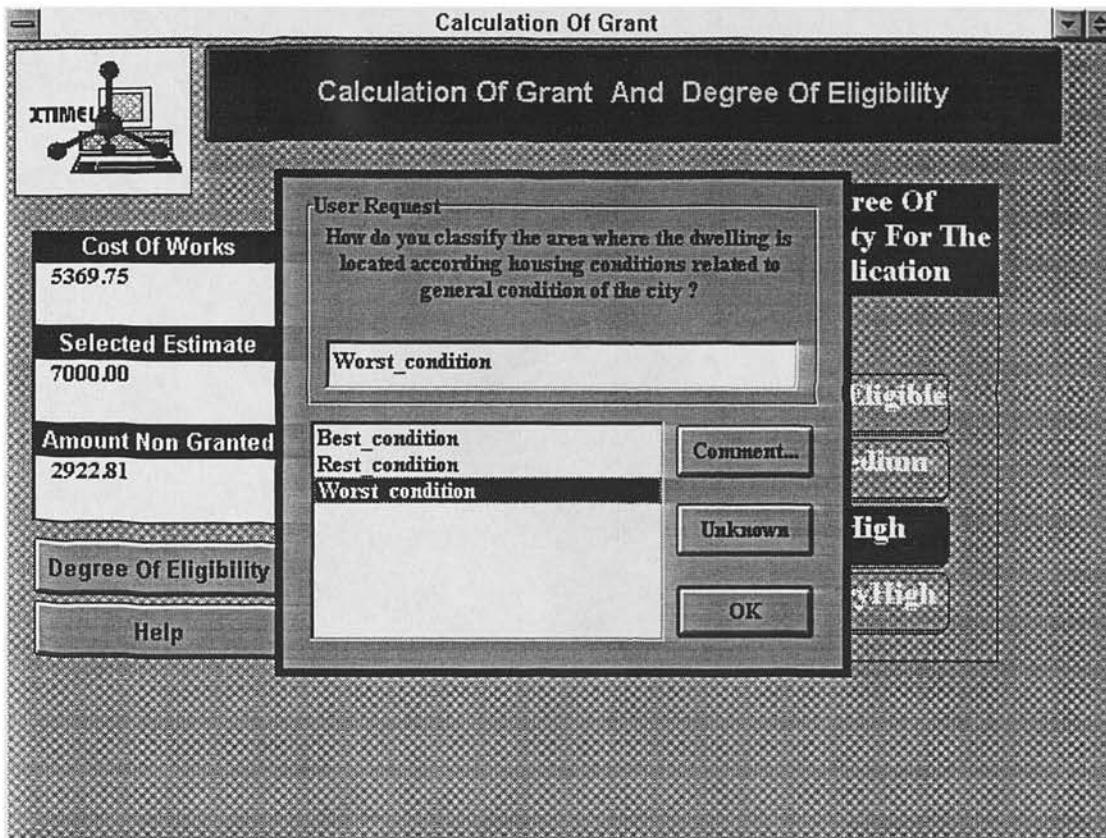 Calculation Of Grant
XTIMEL
Calculation Of Grant And Degree Of Eligibility
Cost Of Works
5369.75
Selected Estimate
7000.00
Amount Non Granted
2922.81
Degree Of Eligibility
Help
User Request
How do you classify the area where the dwelling is
located according housing conditions related to
general condition of the city ?
Worst_condition
Best_condition
Rest_condition
Worst_condition
Comment...
Unknown
OK
ree Of
ty For The
lication
Eligible
edium
High
yHigh